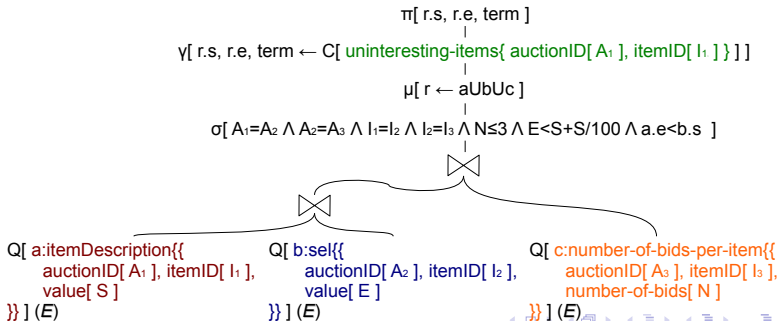 π[ r.s, r.e, term ]
γ[ r.s, r.e, term ← C[ uninteresting-items{ auctionID[ A₁ ], itemID[ I₁ ] } ] ]
μ[ r ← aUbUc ]
σ[ A₁=A₂ Λ A₂=A₃ Λ I₁=I₂ Λ I₂=I₃ Λ N≤3 Λ E<S+S/100 Λ a.e<b.s ]
Q[ a:itemDescription{{
auctionID[ A₁ ], itemID[ I₁ ],
value[ S ]
}} ] (E)
Q[ b:sel{{
auctionID[ A₂ ], itemID[ I₂ ],
value[ E ]
}} ] (E)
Q[ c:number-of-bids-per-item{{
auctionID[ A₃ ], itemID[ I₃ ],
number-of-bids[ N ]
}} ] (E)